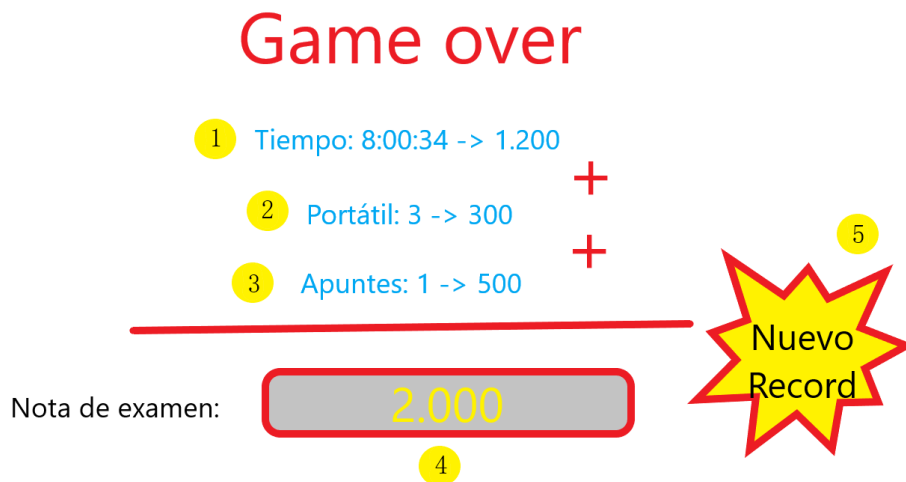 Game over
1 Tiempo: 8:00:34 -> 1.200
+
2 Portátil: 3 -> 300
+
3 Apuntes: 1 -> 500
5
Nuevo
Record
Nota de examen: 2.000
4